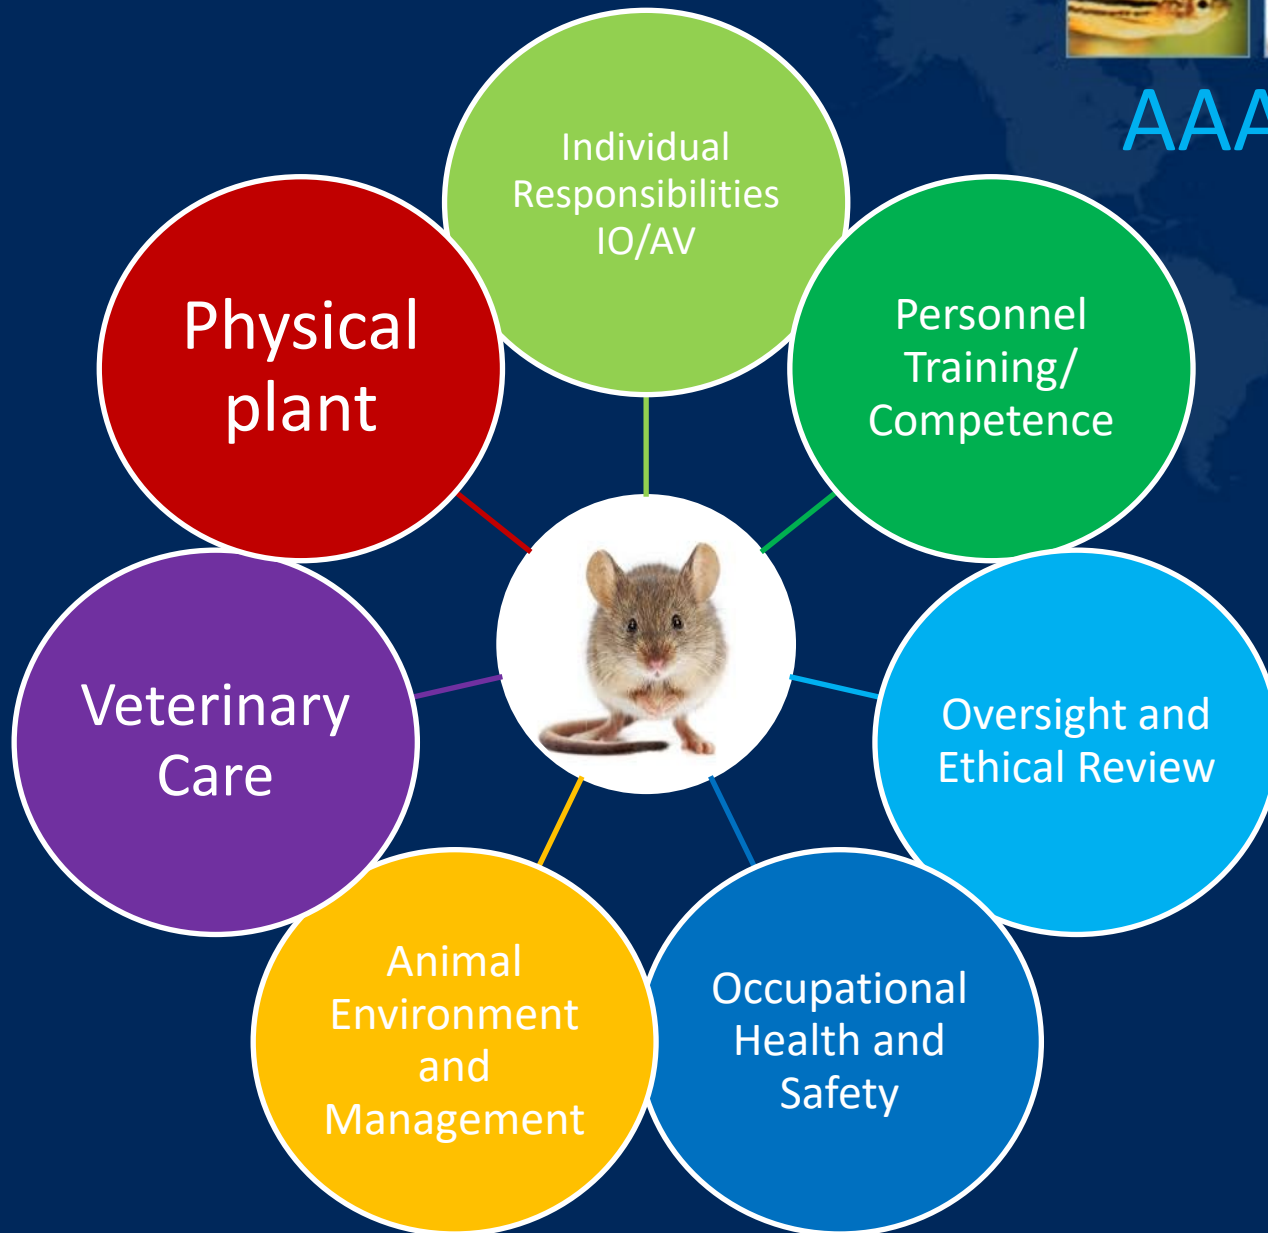 AAA
Individual
Responsibilities
IO/AV
Personnel
Training/
Competence
Oversight and
Ethical Review
Occupational
Health and
Safety
Animal
Environment
and
Management
Veterinary
Care
Physical
plant